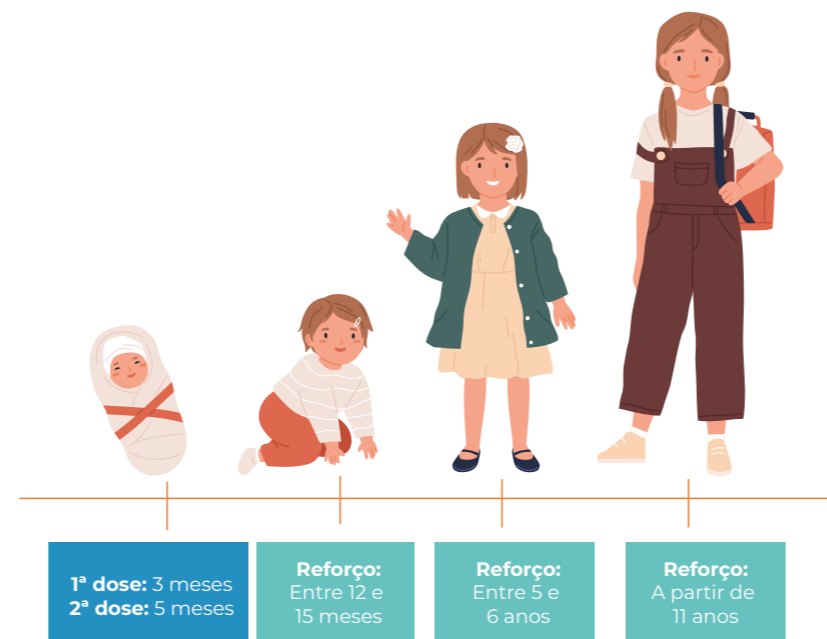 1ª dose: 3 meses
2ª dose: 5 meses
Reforço:
Entre 12 e
15 meses
Reforço:
Entre 5 e
6 anos
Reforço:
A partir de
11 anos